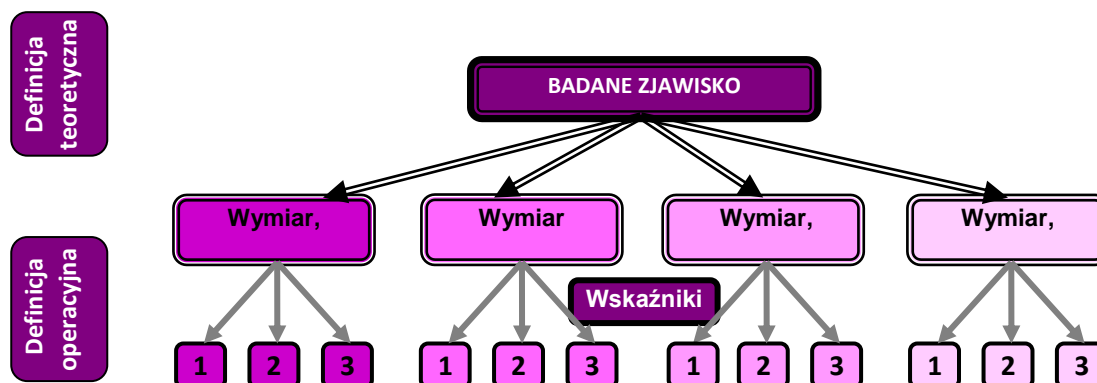 Definicja
teoretyczna
BADANE ZJAWISKO
Wymiar,
Wymiar
Wymiar,
Wymiar,
Definicja
operacyjna
Wskaźniki
1 2 3 1 2 3 1 2 3 1 2 3